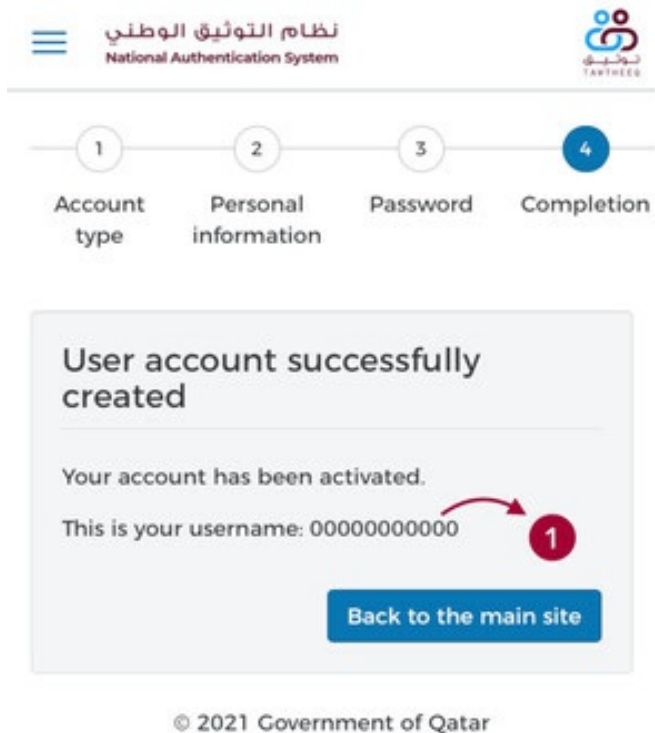 نظام التوثيق الوطني
National Authentication System
توثيق
TAWTHEEQ
1
2
3
4
Account type
Personal information
Password
Completion
User account successfully
created
Your account has been activated.
This is your username: 00000000000
1
Back to the main site
© 2021 Government of Qatar